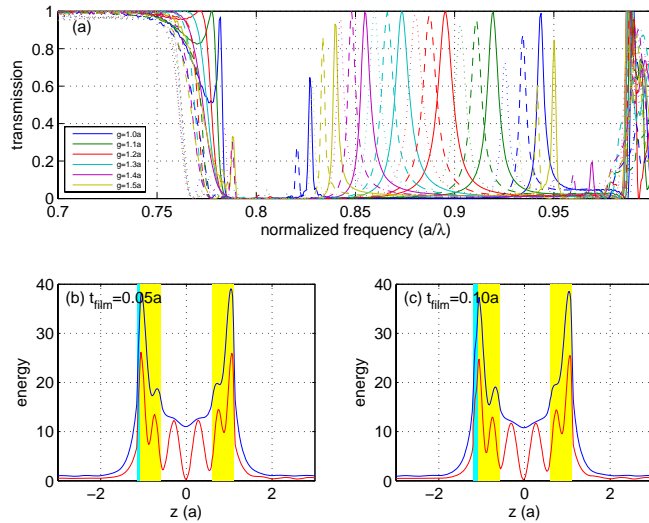 (a)
1
0.8
0.6
0.4
0.2
0
transmission
g=1.0a
g=1.1a
g=1.2a
g=1.3a
g=1.4a
g=1.5a
0.7 0.75 0.8 0.85 0.9 0.95
normalized frequency (a/λ)
(b) t_film=0.05a
40
30
20
10
0
energy
−2 0 2
z (a)
(c) t_film=0.10a
40
30
20
10
0
energy
−2 0 2
z (a)